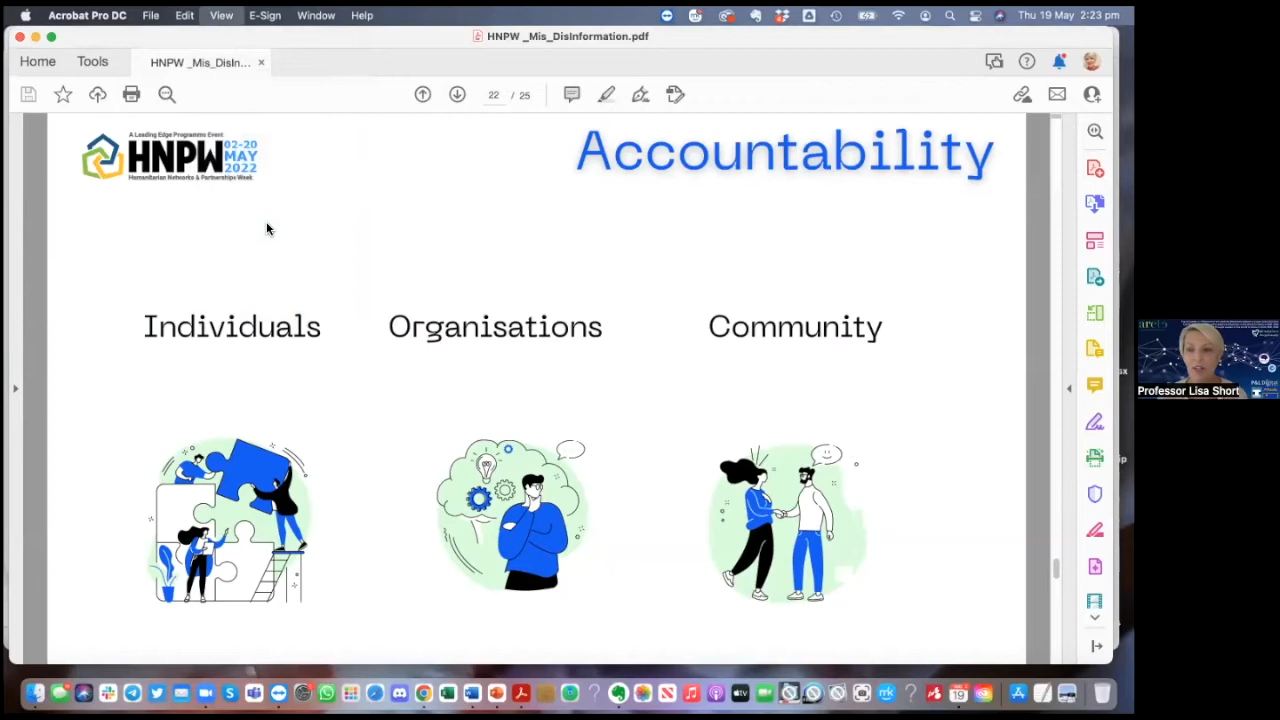 Acrobat Pro DC File Edit View E-Sign Window Help Thu 19 May 2:23 pm
HNPW _Mis_DisInformation.pdf
Home Tools HNPW _Mis_DisIn... ×
22 / 25
A Leading Edge Programme Event
HNPW 02-20 MAY 2022
Humanitarian Networks & Partnerships Week
Accountability
Individuals Organisations Community
Professor Lisa Short